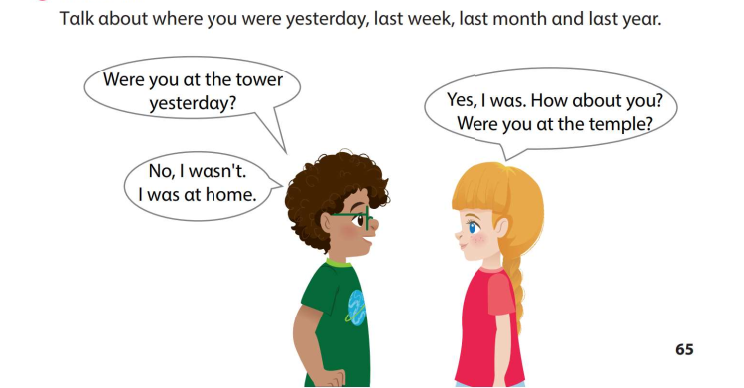 Talk about where you were yesterday, last week, last month and last year.
Were you at the tower
yesterday?
Yes, I was. How about you?
Were you at the temple?
No, I wasn't.
I was at home.
65